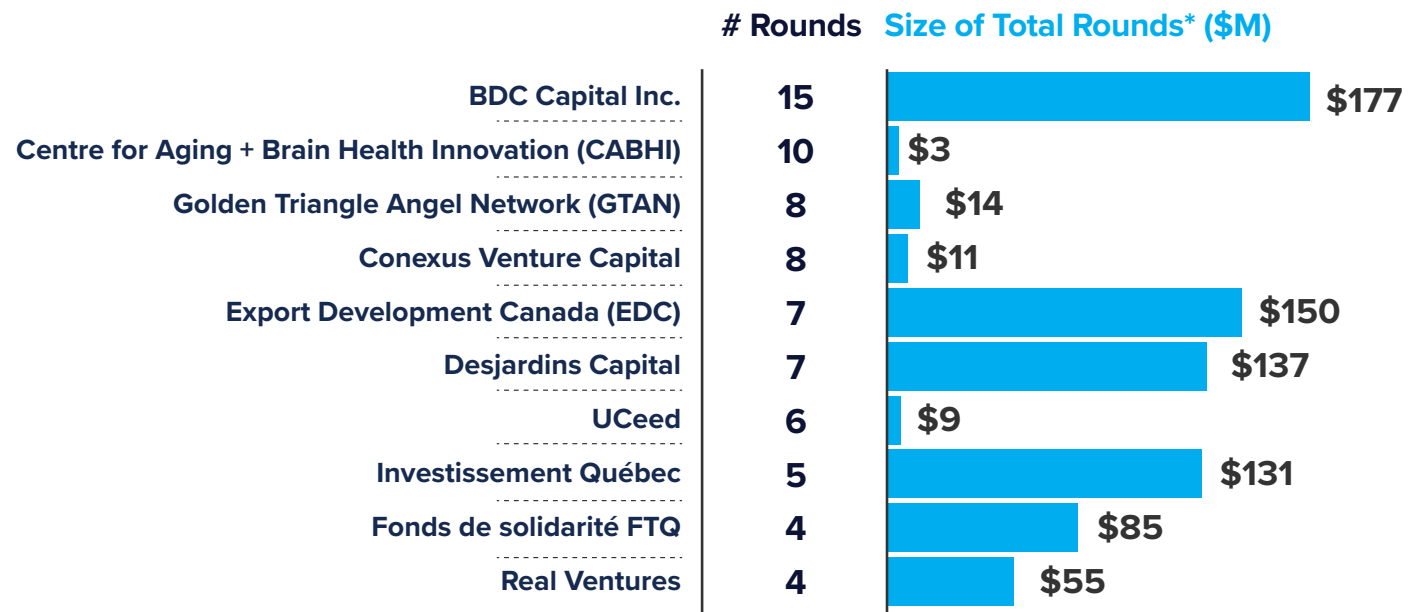 # Rounds Size of Total Rounds* ($M)
BDC Capital Inc. 15 $177
Centre for Aging + Brain Health Innovation (CABHI) 10 $3
Golden Triangle Angel Network (GTAN) 8 $14
Conexus Venture Capital 8 $11
Export Development Canada (EDC) 7 $150
Desjardins Capital 7 $137
UCeed 6 $9
Investissement Québec 5 $131
Fonds de solidarité FTQ 4 $85
Real Ventures 4 $55